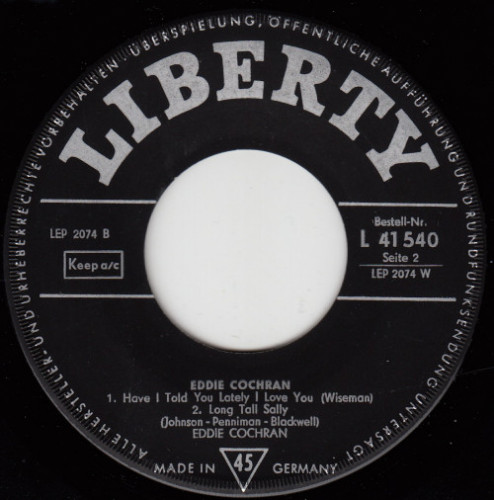 ALLE HERSTELLER- UND URHEBERRECHTE VORBEHALTEN · ÜBERSPIELUNG, ÖFFENTLICHE AUFFÜHRUNG UND RUNDFUNKSENDUNG UNTERSAGT
LIBERTY
LEP 2074 B
Keep a/c
Bestell-Nr.
L 41 540
Seite 2
LEP 2074 W
EDDIE COCHRAN
1. Have I Told You Lately I Love You (Wiseman)
2. Long Tall Sally
(Johnson - Penniman - Blackwell)
EDDIE COCHRAN
MADE IN 45 GERMANY